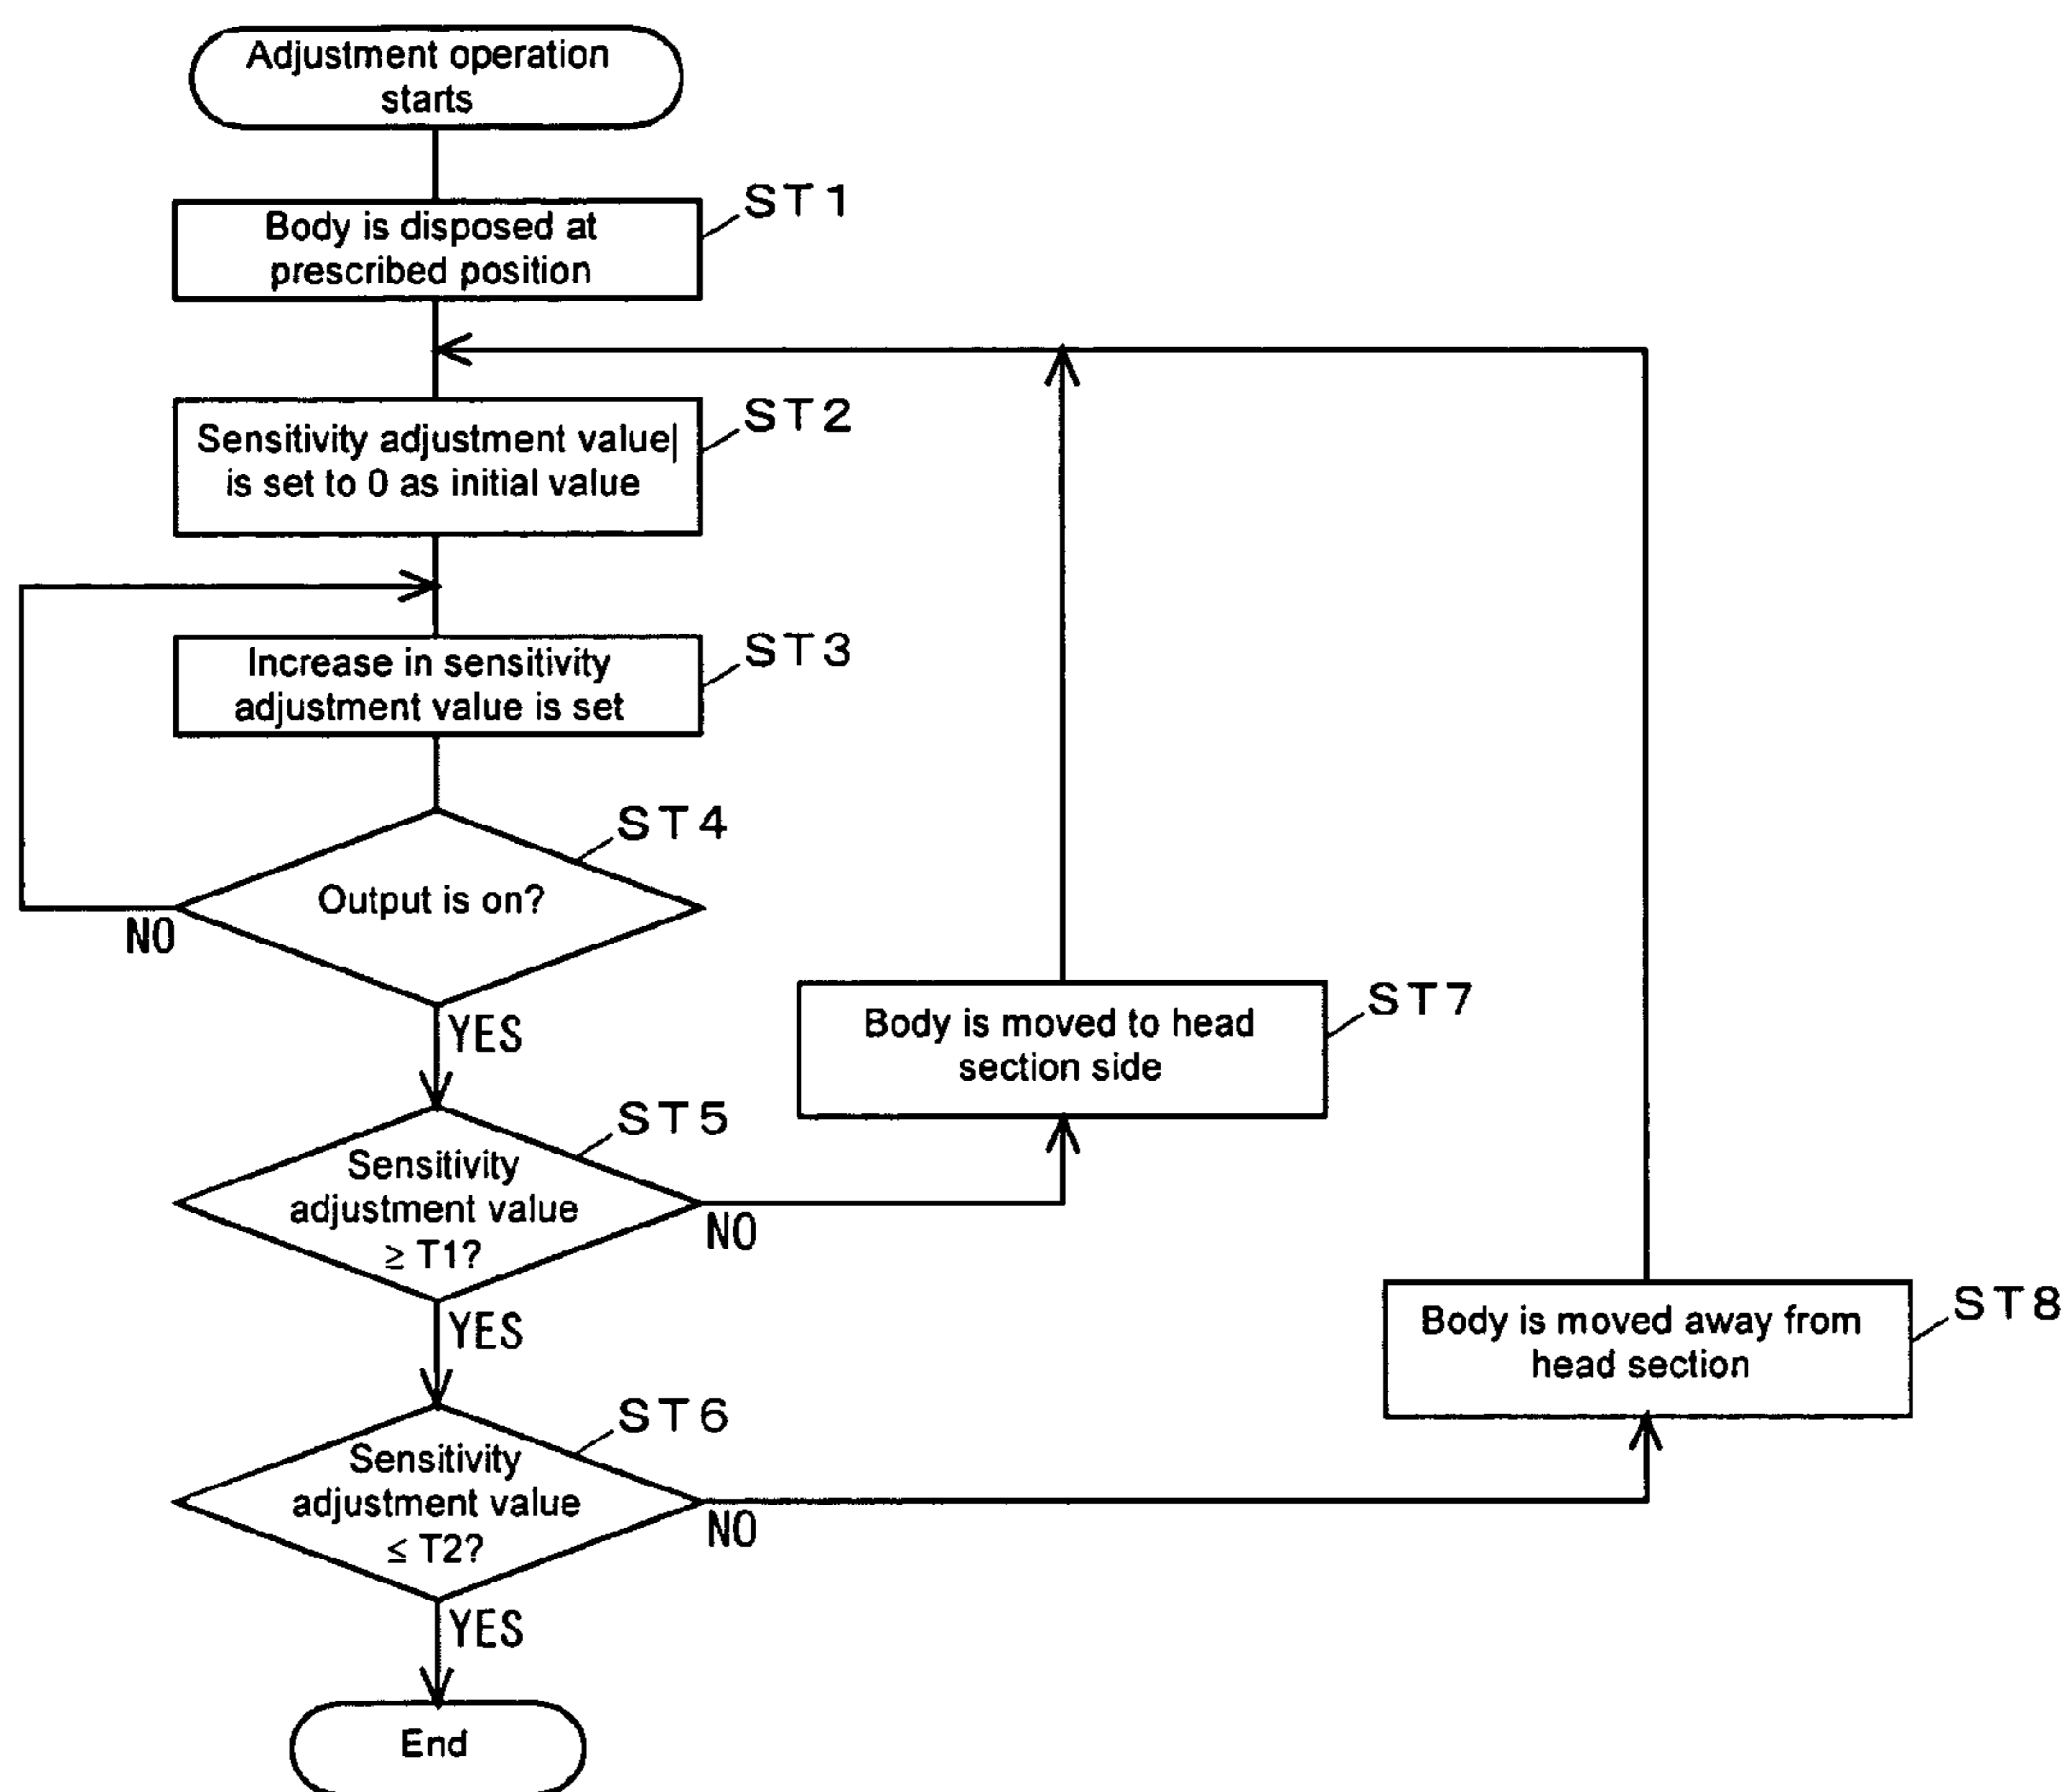 Adjustment operation
starts
ST1
Body is disposed at
prescribed position
ST2
Sensitivity adjustment value|
is set to 0 as initial value
ST3
Increase in sensitivity
adjustment value is set
ST4
Output is on?
NO
YES
ST7
Body is moved to head
section side
ST5
Sensitivity
adjustment value
≥ T1?
NO
YES
ST8
Body is moved away from
head section
ST6
Sensitivity
adjustment value
≤ T2?
NO
YES
End